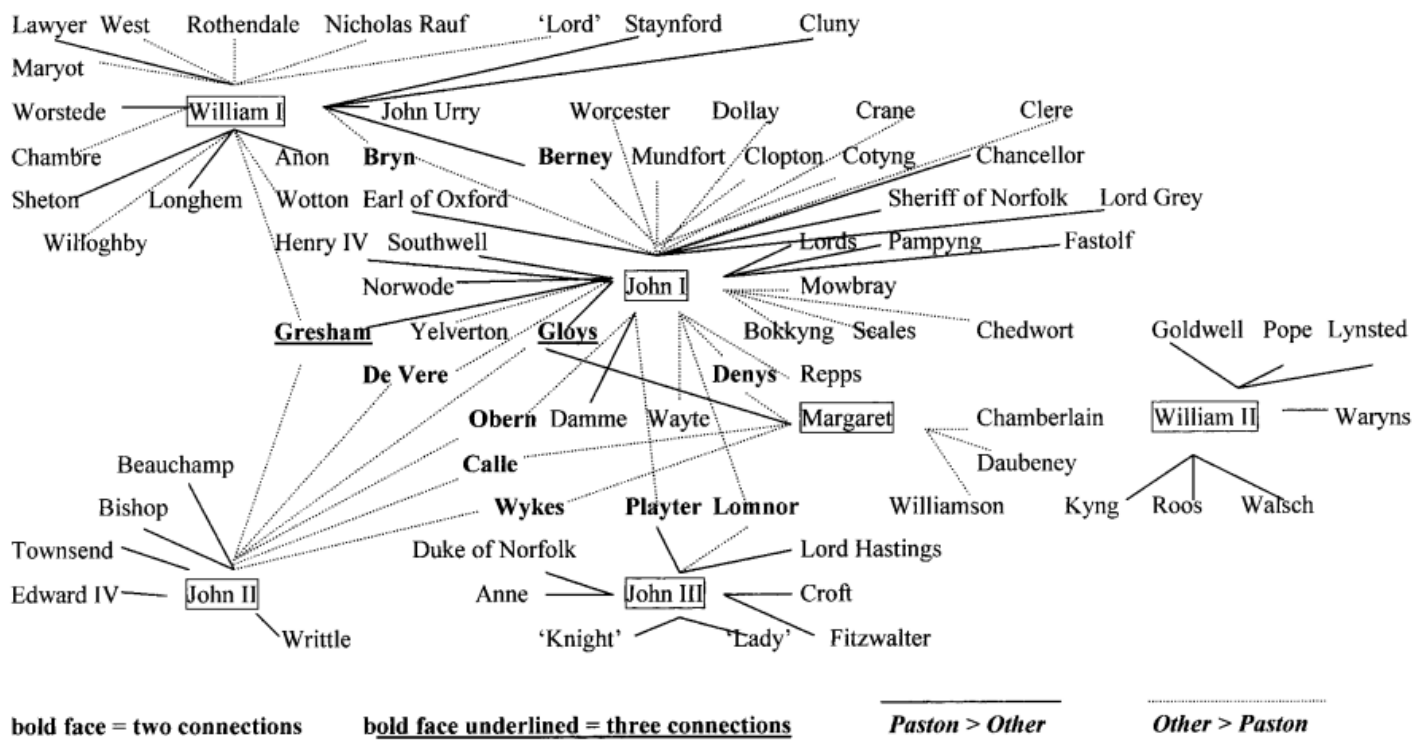 Lawyer West Rothendale Nicholas Rauf ‘Lord’ Staynford Cluny
Maryot
Worstede William I John Urry Worcester Dollay Crane Clere
Chambre Anon Bryn Berney Mundfort Clopton Cotyng Chancellor
Sheton Longhem Wotton Earl of Oxford Sheriff of Norfolk Lord Grey
Willoghby Henry IV Southwell Lords Pampyng Fastolf
Norwode John I Mowbray
Gresham Yelverton Gloys Bokkyng Scales Chedwort Goldwell Pope Lynsted
De Vere Denys Repps
Obern Damme Wayte Margaret Chamberlain William II Waryns
Beauchamp Calle Daubeney
Bishop Wykes Playter Lomnor Williamson Kyng Roos Walsch
Townsend Duke of Norfolk Lord Hastings
Edward IV John II Anne John III Croft
Writtle ‘Knight’ ‘Lady’ Fitzwalter
bold face = two connections bold face underlined = three connections Paston > Other Other > Paston